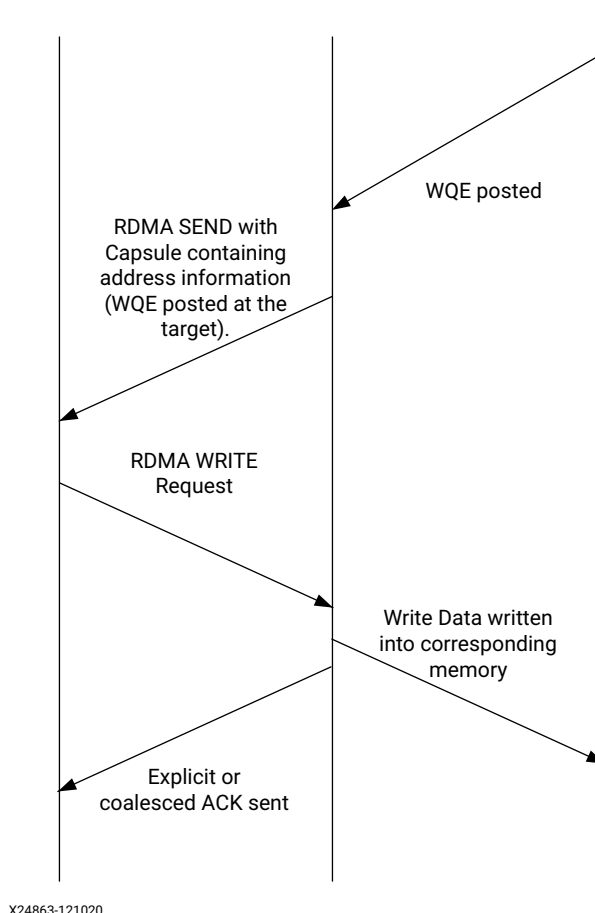 WQE posted
RDMA SEND with
Capsule containing
address information
(WQE posted at the
target).
RDMA WRITE
Request
Write Data written
into corresponding
memory
Explicit or
coalesced ACK sent
X24863-121020